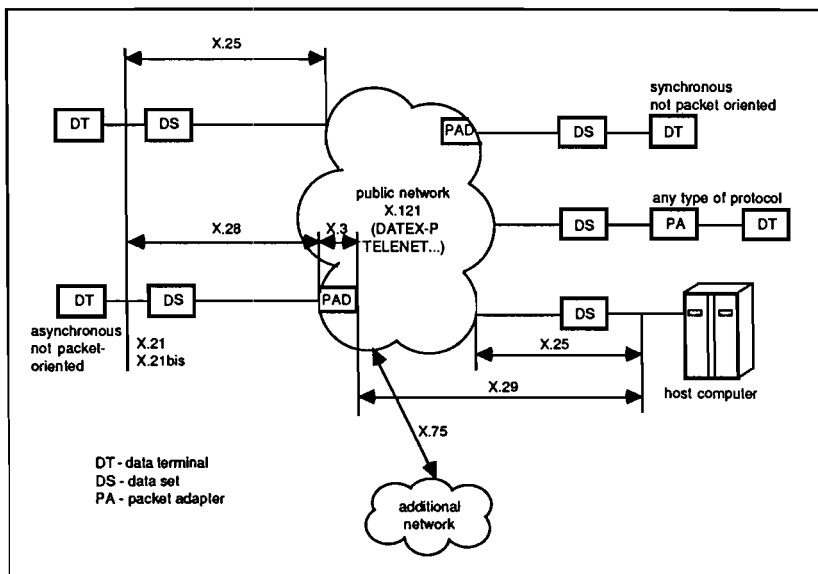 X.25
synchronous
not packet oriented
DT
DS
PAD
DS
DT
public network
X.121
(DATEX-P
TELENET...)
any type of protocol
DS
PA
DT
X.28
X.3
DT
DS
PAD
DS
asynchronous
not packet-
oriented
X.21
X.21bis
X.25
X.29
host computer
X.75
DT - data terminal
DS - data set
PA - packet adapter
additional
network